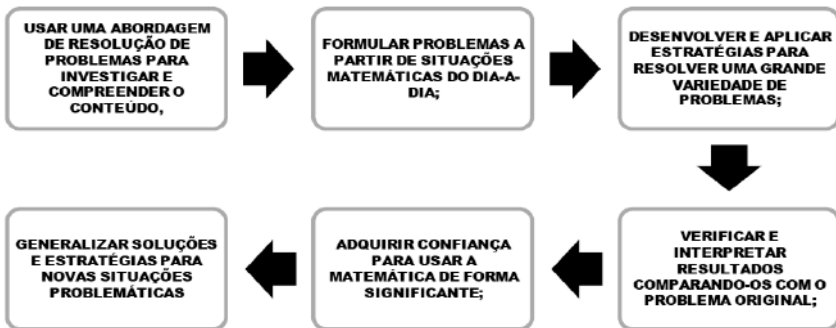 USAR UMA ABORDAGEM
DE RESOLUÇÃO DE
PROBLEMAS PARA
INVESTIGAR E
COMPREENDER O
CONTEÚDO,
FORMULAR PROBLEMAS A
PARTIR DE SITUAÇÕES
MATEMÁTICAS DO DIA-A-
DIA;
DESENVOLVER E APLICAR
ESTRATÉGIAS PARA
RESOLVER UMA GRANDE
VARIEDADE DE
PROBLEMAS;
VERIFICAR E
INTERPRETAR
RESULTADOS
COMPARANDO-OS COM O
PROBLEMA ORIGINAL;
ADQUIRIR CONFIANÇA
PARA USAR A
MATEMÁTICA DE FORMA
SIGNIFICANTE;
GENERALIZAR SOLUÇÕES
E ESTRATÉGIAS PARA
NOVAS SITUAÇÕES
PROBLEMÁTICAS